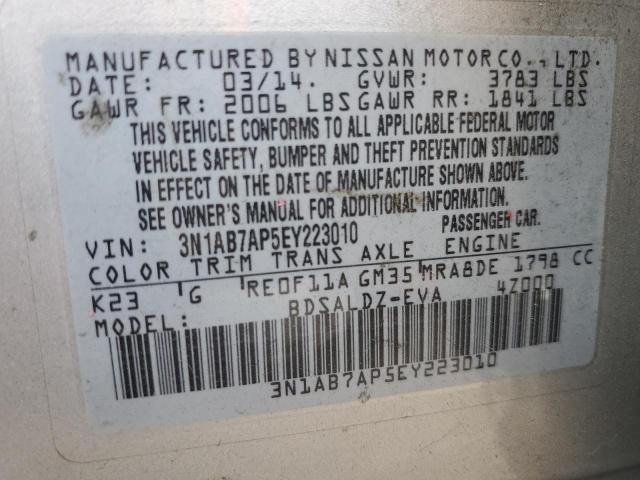 MANUFACTURED BY NISSAN MOTOR CO., LTD.
DATE: 03/14. GVWR: 3783 LBS
GAWR FR: 2006 LBS GAWR RR: 1841 LBS
THIS VEHICLE CONFORMS TO ALL APPLICABLE FEDERAL MOTOR
VEHICLE SAFETY, BUMPER AND THEFT PREVENTION STANDARDS
IN EFFECT ON THE DATE OF MANUFACTURE SHOWN ABOVE.
SEE OWNER'S MANUAL FOR ADDITIONAL INFORMATION.
VIN: 3N1AB7AP5EY223010 PASSENGER CAR.
COLOR TRIM TRANS AXLE ENGINE
K23 G RE0F11A GM35 MRA8DE 1798 CC
MODEL: BDSALDZ-EVA 4Z000
3N1AB7AP5EY223010